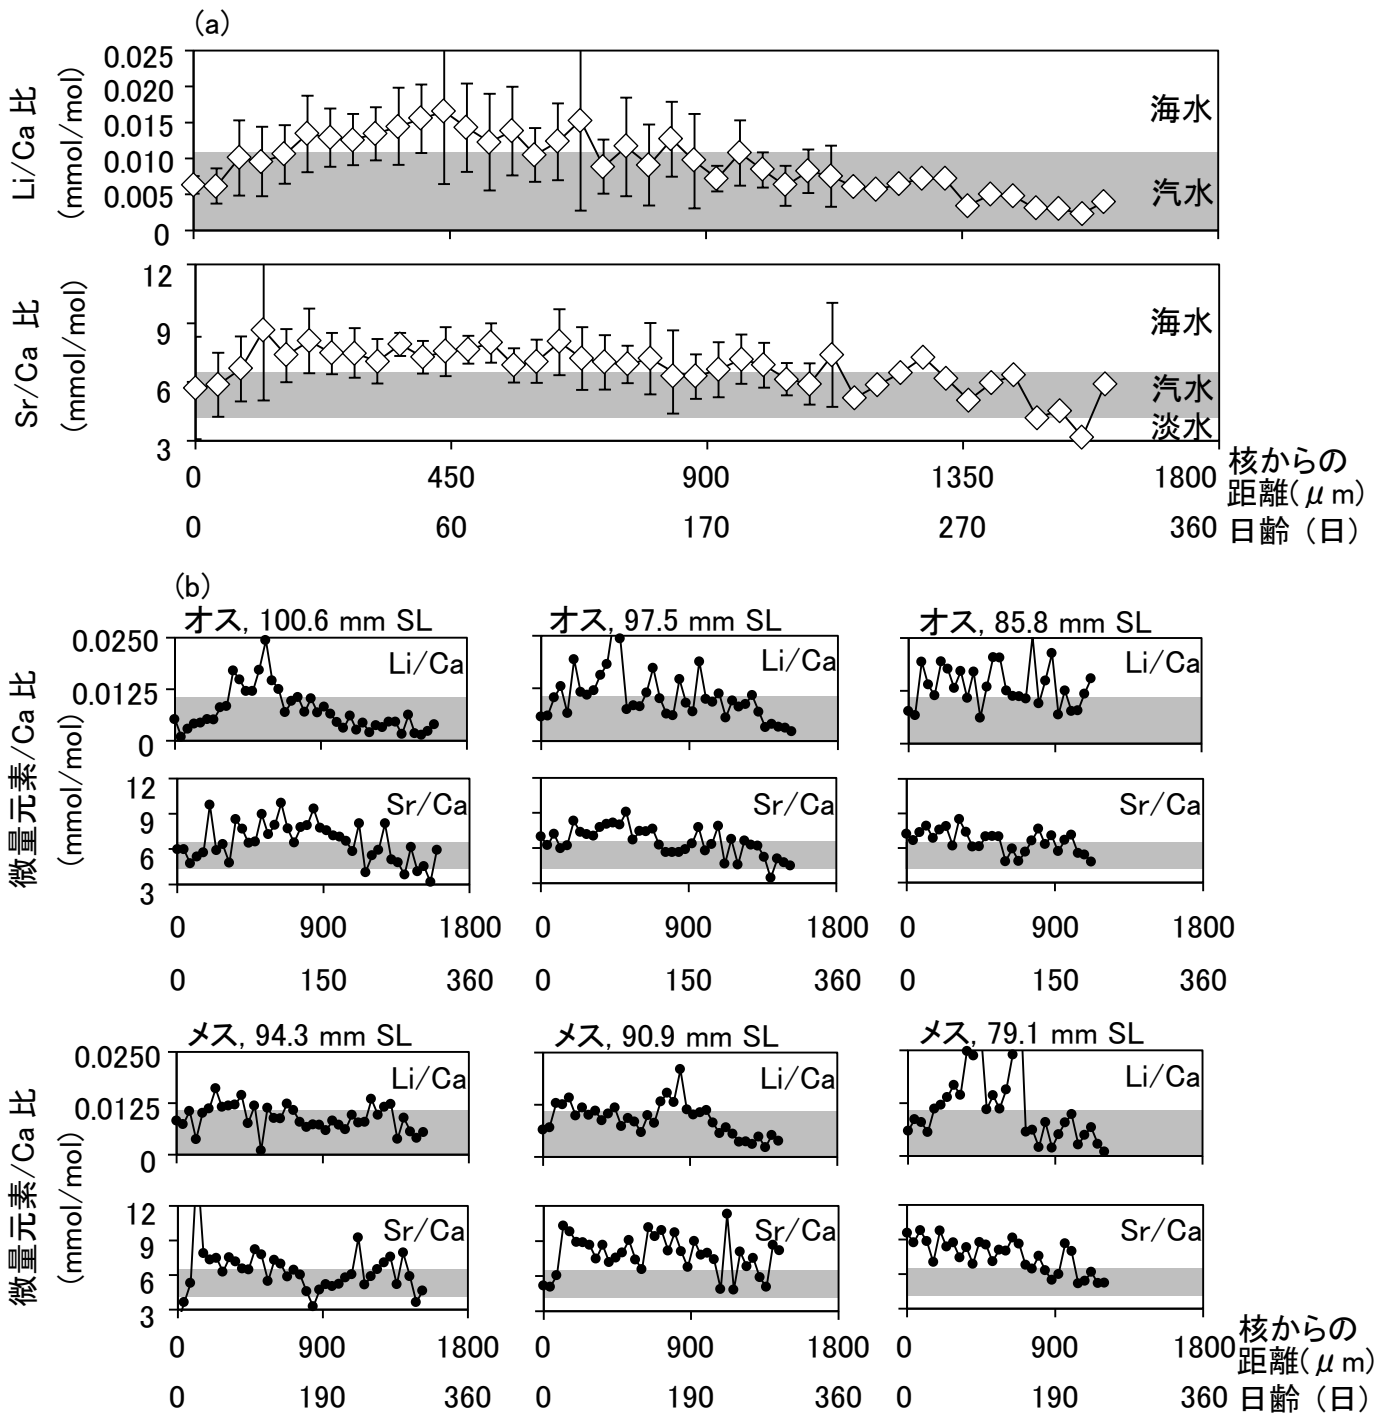 (a)
Li/Ca 比
(mmol/mol)
0.025
0.020
0.015
0.010
0.005
0
海水
汽水
Sr/Ca 比
(mmol/mol)
12
9
6
3
海水
汽水
淡水
0 450 900 1350 1800
核からの
距離(μm)
0 60 170 270 360 日齢 (日)
(b)
オス, 100.6 mm SL オス, 97.5 mm SL オス, 85.8 mm SL
微量元素/Ca 比
(mmol/mol)
0.0250
0.0125
0
Li/Ca Li/Ca Li/Ca
12
9
6
3
Sr/Ca Sr/Ca Sr/Ca
0 900 1800 0 900 1800 0 900 1800
0 150 360 0 150 360 0 150 360
メス, 94.3 mm SL メス, 90.9 mm SL メス, 79.1 mm SL
微量元素/Ca 比
(mmol/mol)
0.0250
0.0125
0
Li/Ca Li/Ca Li/Ca
12
9
6
3
Sr/Ca Sr/Ca Sr/Ca
0 900 1800 0 900 1800 0 900 1800
核からの
距離(μm)
0 190 360 0 190 360 0 190 360 日齢 (日)